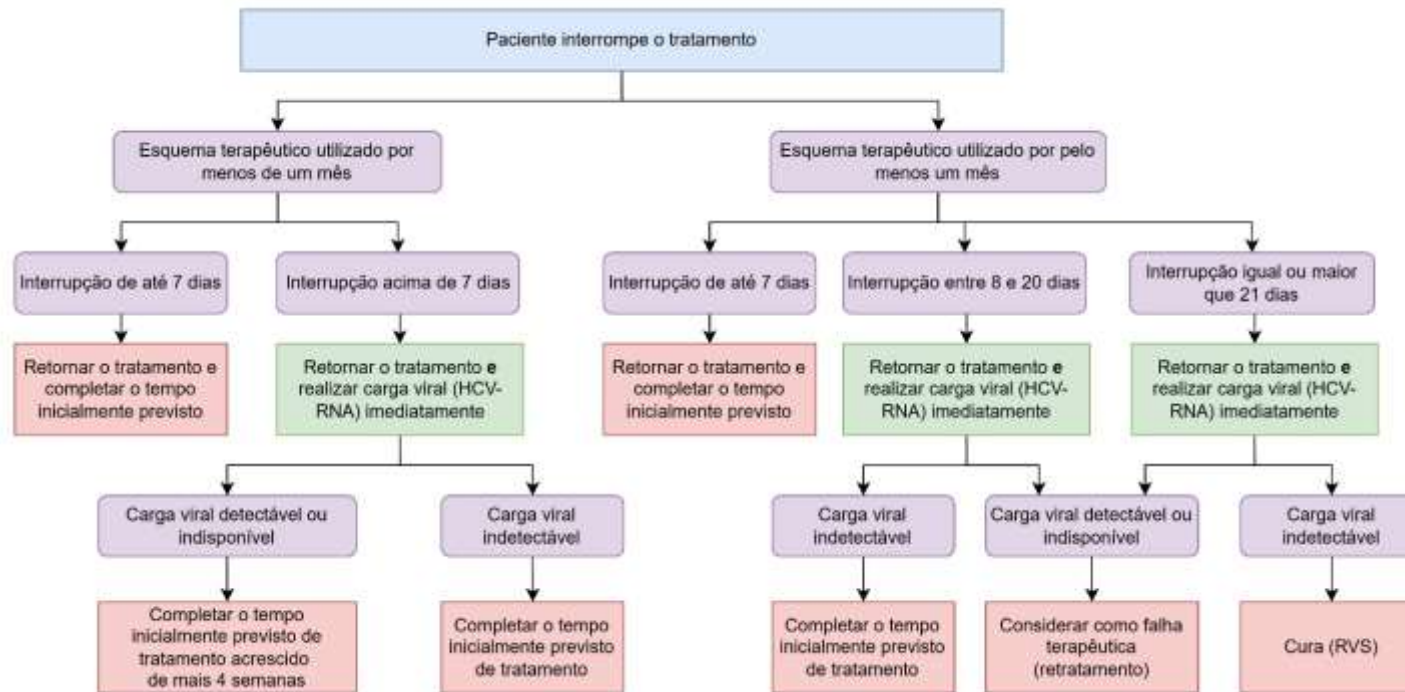 Paciente interrompe o tratamento
Esquema terapêutico utilizado por
menos de um mês
Esquema terapêutico utilizado por pelo
menos um mês
Interrupção de até 7 dias
Interrupção acima de 7 dias
Interrupção de até 7 dias
Interrupção entre 8 e 20 dias
Interrupção igual ou maior
que 21 dias
Retornar o tratamento e
completar o tempo
inicialmente previsto
Retornar o tratamento e
realizar carga viral (HCV-
RNA) imediatamente
Retornar o tratamento e
completar o tempo
inicialmente previsto
Retornar o tratamento e
realizar carga viral (HCV-
RNA) imediatamente
Retornar o tratamento e
realizar carga viral (HCV-
RNA) imediatamente
Carga viral detectável ou
indisponível
Carga viral
indetectável
Carga viral
indetectável
Carga viral detectável ou
indisponível
Carga viral
indetectável
Completar o tempo
inicialmente previsto de
tratamento acrescido
de mais 4 semanas
Completar o tempo
inicialmente previsto
de tratamento
Completar o tempo
inicialmente previsto
de tratamento
Considerar como falha
terapêutica
(retratamento)
Cura (RVS)